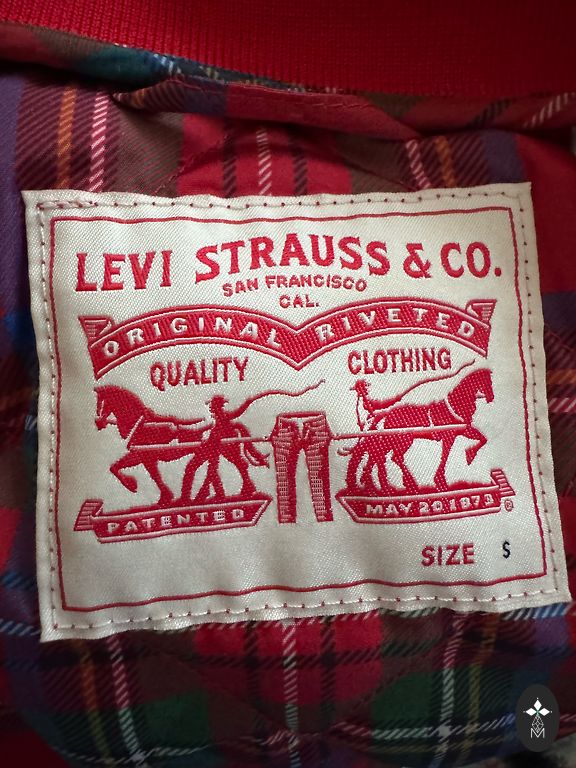 LEVI STRAUSS & CO.
SAN FRANCISCO
CAL.
ORIGINAL RIVETED
QUALITY CLOTHING
PATENTED MAY 20 1873 ®
SIZE S
M